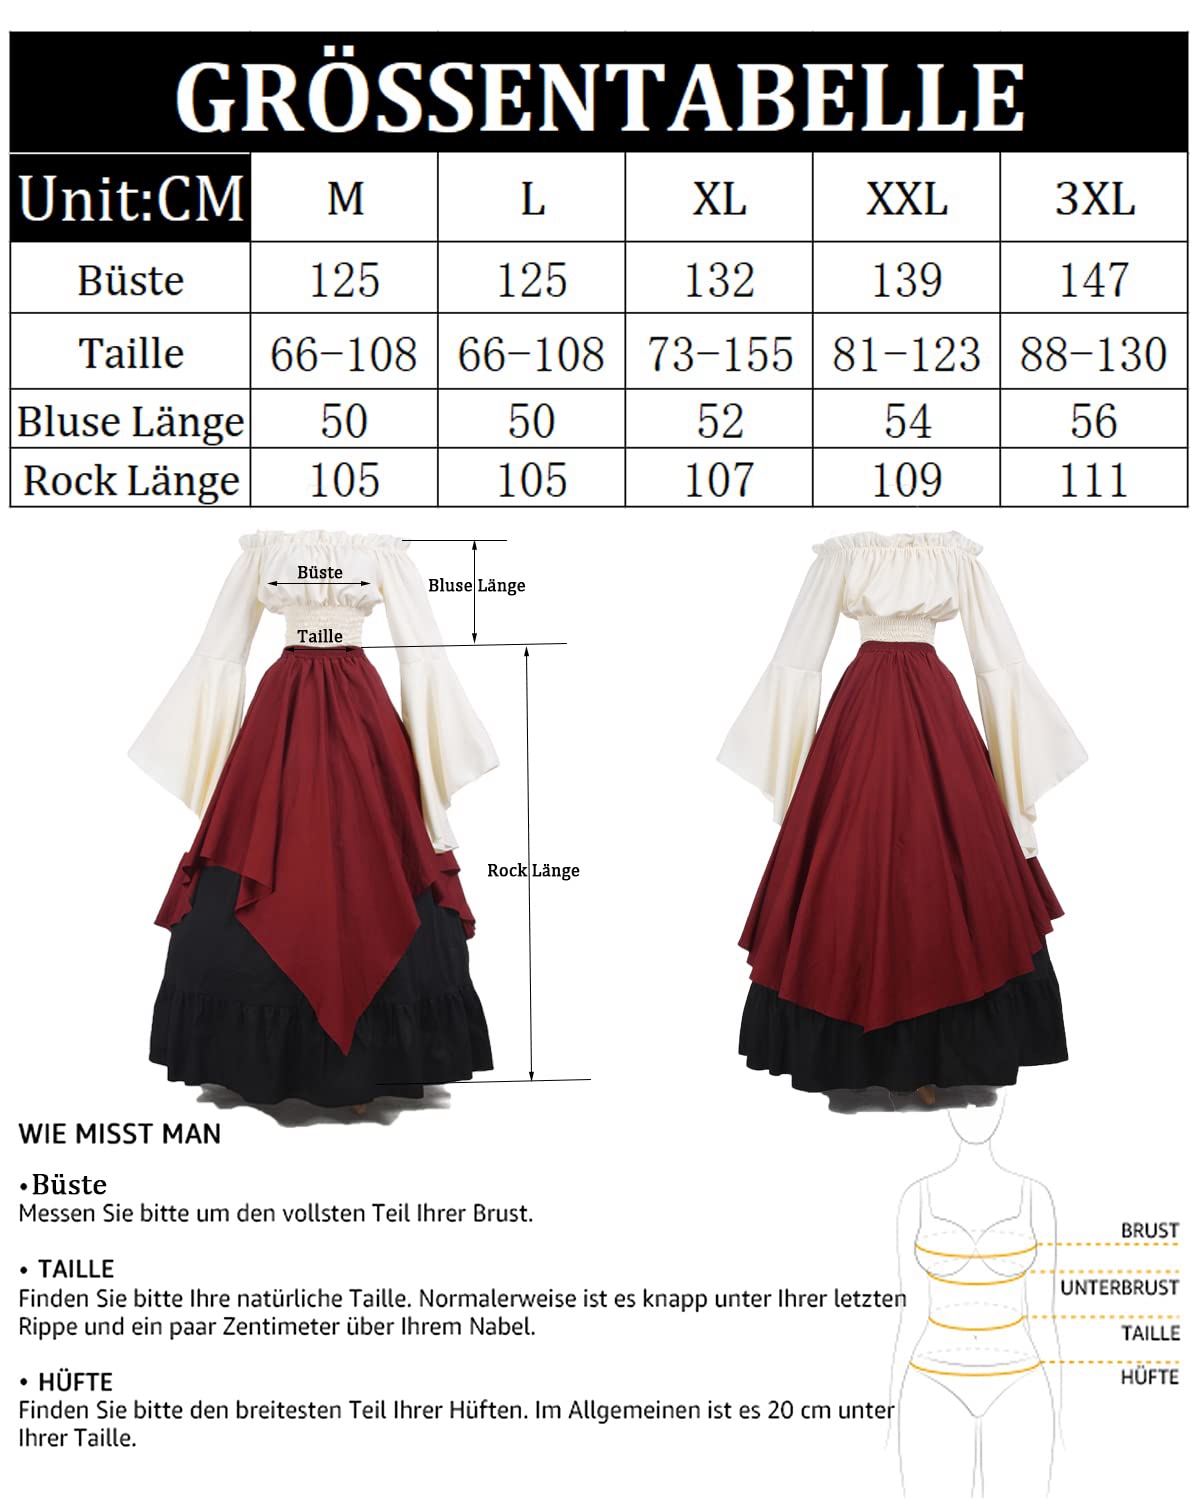 GRÖSSENTABELLE
Unit:CM M L XL XXL 3XL
Büste 125 125 132 139 147
Taille 66-108 66-108 73-155 81-123 88-130
Bluse Länge 50 50 52 54 56
Rock Länge 105 105 107 109 111
Büste
Bluse Länge
Taille
Rock Länge
WIE MISST MAN
• Büste
Messen Sie bitte um den vollsten Teil Ihrer Brust.
• TAILLE
Finden Sie bitte Ihre natürliche Taille. Normalerweise ist es knapp unter Ihrer letzten
Rippe und ein paar Zentimeter über Ihrem Nabel.
• HÜFTE
Finden Sie bitte den breitesten Teil Ihrer Hüften. Im Allgemeinen ist es 20 cm unter
Ihrer Taille.
BRUST
UNTERBRUST
TAILLE
HÜFTE